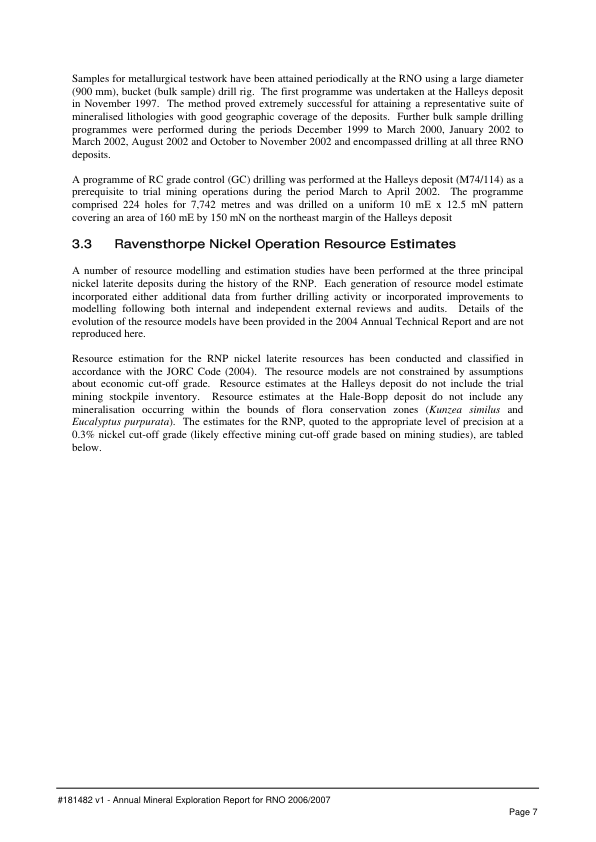 Samples for metallurgical testwork have been attained periodically at the RNO using a large diameter
(900 mm), bucket (bulk sample) drill rig.  The first programme was undertaken at the Halleys deposit
in November 1997.  The method proved extremely successful for attaining a representative suite of
mineralised lithologies with good geographic coverage of the deposits.  Further bulk sample drilling
programmes were performed during the periods December 1999 to March 2000, January 2002 to
March 2002, August 2002 and October to November 2002 and encompassed drilling at all three RNO
deposits.
A programme of RC grade control (GC) drilling was performed at the Halleys deposit (M74/114) as a
prerequisite to trial mining operations during the period March to April 2002.  The programme
comprised 224 holes for 7,742 metres and was drilled on a uniform 10 mE x 12.5 mN pattern
covering an area of 160 mE by 150 mN on the northeast margin of the Halleys deposit
3.3 Ravensthorpe Nickel Operation Resource Estimates
A number of resource modelling and estimation studies have been performed at the three principal
nickel laterite deposits during the history of the RNP.  Each generation of resource model estimate
incorporated either additional data from further drilling activity or incorporated improvements to
modelling following both internal and independent external reviews and audits.  Details of the
evolution of the resource models have been provided in the 2004 Annual Technical Report and are not
reproduced here.
Resource estimation for the RNP nickel laterite resources has been conducted and classified in
accordance with the JORC Code (2004).  The resource models are not constrained by assumptions
about economic cut-off grade.  Resource estimates at the Halleys deposit do not include the trial
mining stockpile inventory.  Resource estimates at the Hale-Bopp deposit do not include any
mineralisation occurring within the bounds of flora conservation zones (Kunzea similus and
Eucalyptus purpurata).  The estimates for the RNP, quoted to the appropriate level of precision at a
0.3% nickel cut-off grade (likely effective mining cut-off grade based on mining studies), are tabled
below.
#181482 v1 - Annual Mineral Exploration Report for RNO 2006/2007
Page 7